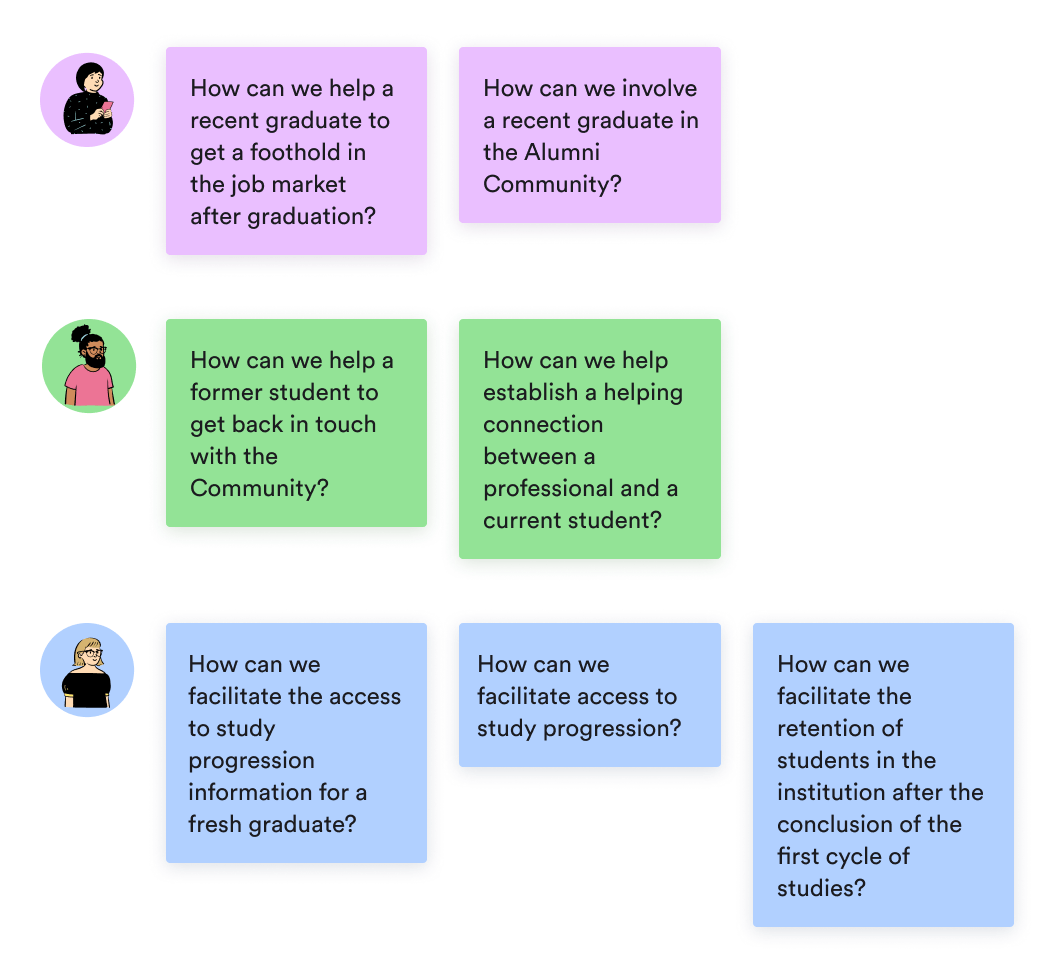 How can we help a
recent graduate to
get a foothold in
the job market
after graduation?
How can we involve
a recent graduate in
the Alumni
Community?
How can we help a
former student to
get back in touch
with the
Community?
How can we help
establish a helping
connection
between a
professional and a
current student?
How can we
facilitate the access
to study
progression
information for a
fresh graduate?
How can we
facilitate access to
study progression?
How can we
facilitate the
retention of
students in the
institution after the
conclusion of the
first cycle of
studies?